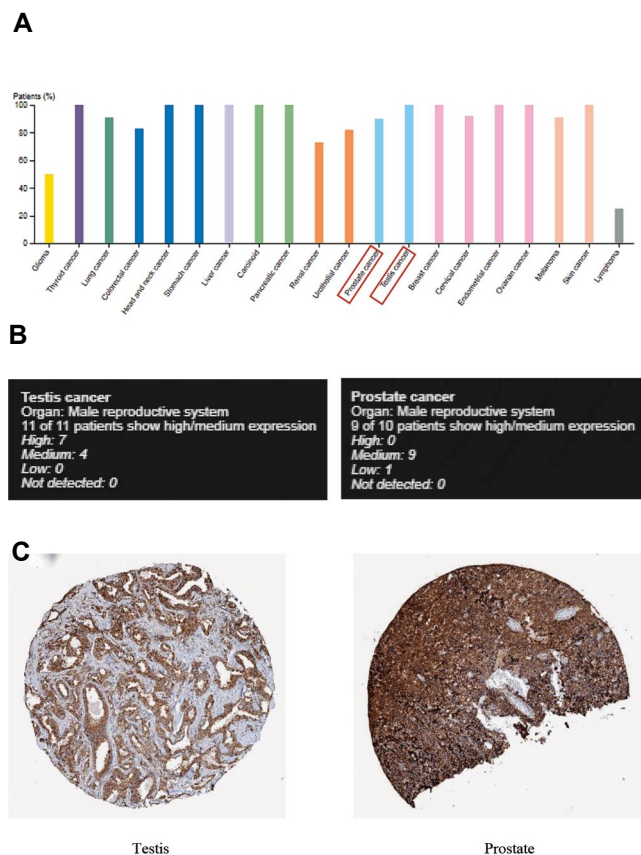 A
Patients (%)
100
80
60
40
20
0
Glioma
Thyroid cancer
Lung cancer
Colorectal cancer
Head and neck cancer
Stomach cancer
Liver cancer
Carcinoid
Pancreatic cancer
Renal cancer
Urothelial cancer
Prostate cancer
Testis cancer
Breast cancer
Cervical cancer
Endometrial cancer
Ovarian cancer
Melanoma
Skin cancer
Lymphoma
B
Testis cancer
Organ: Male reproductive system
11 of 11 patients show high/medium expression
High: 7
Medium: 4
Low: 0
Not detected: 0
Prostate cancer
Organ: Male reproductive system
9 of 10 patients show high/medium expression
High: 0
Medium: 9
Low: 1
Not detected: 0
C
Testis
Prostate